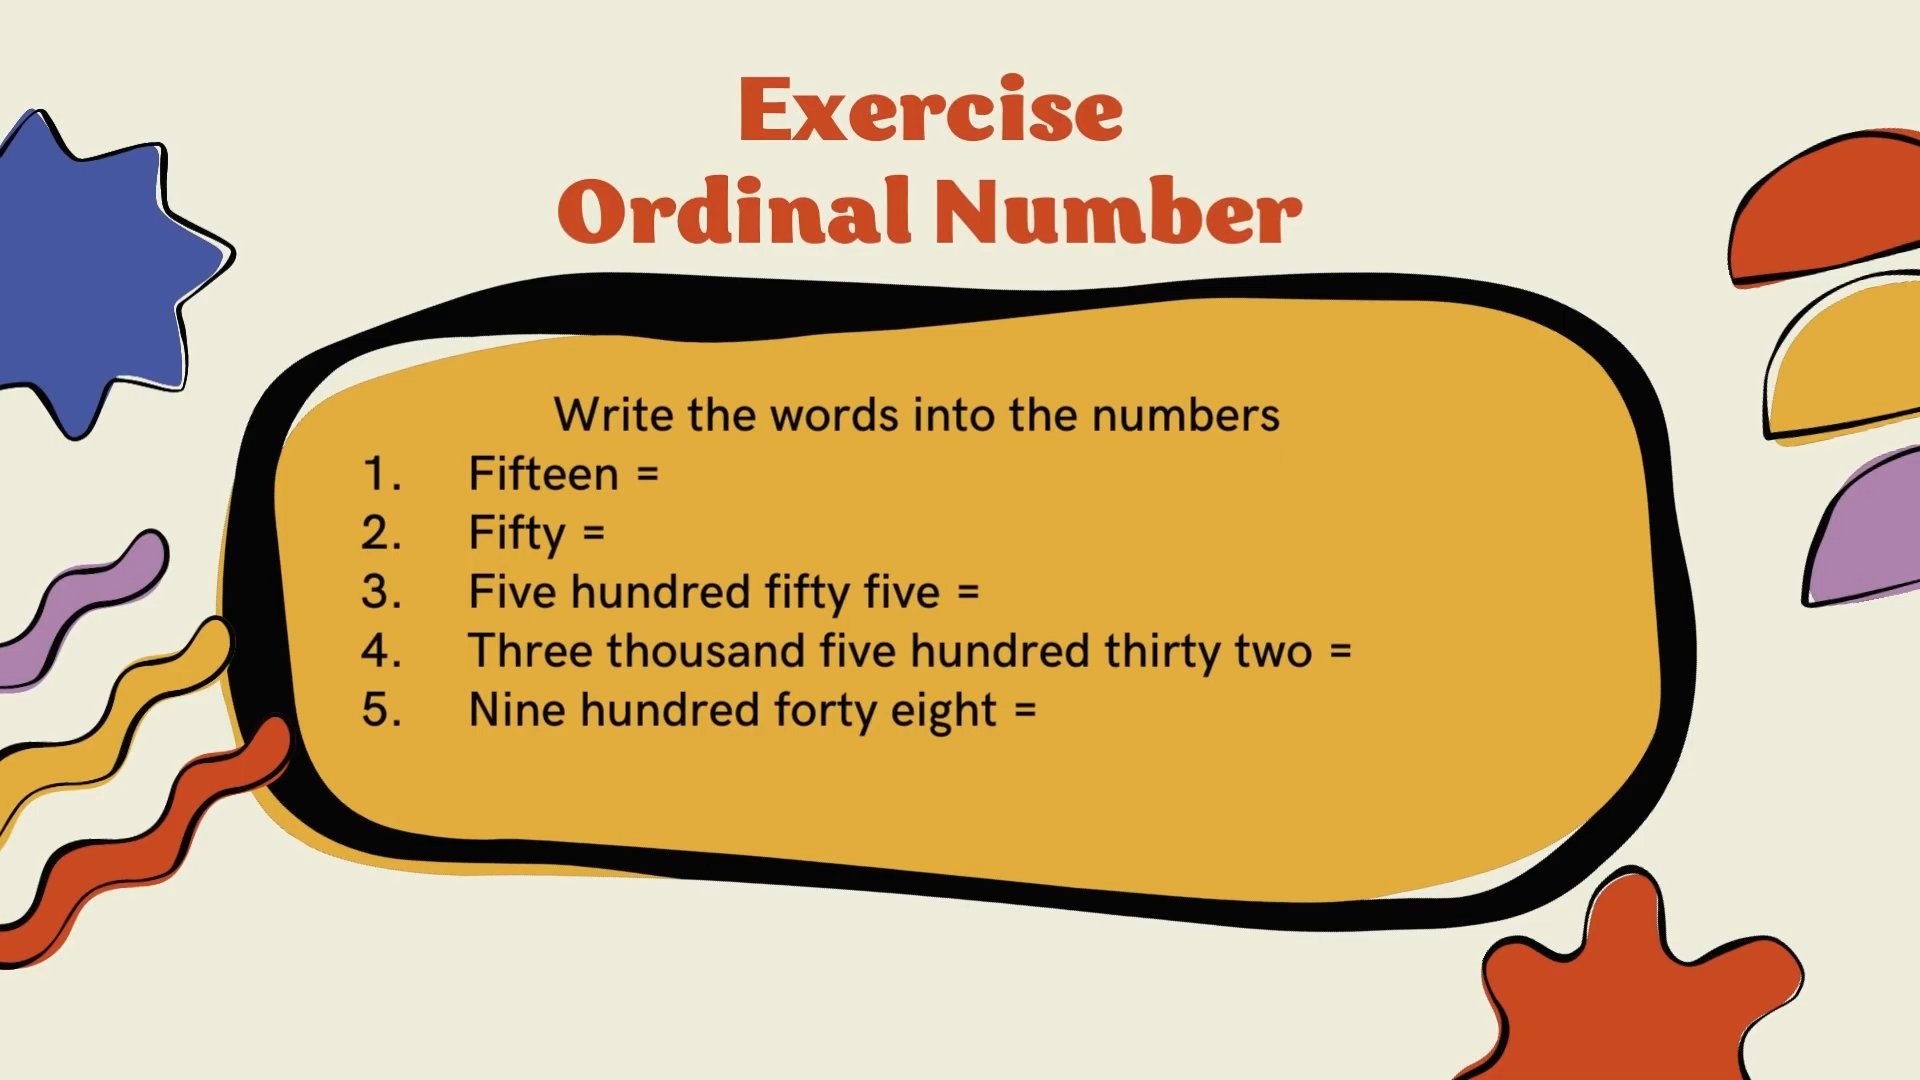 Exercise
Ordinal Number
Write the words into the numbers
1. Fifteen =
2. Fifty =
3. Five hundred fifty five =
4. Three thousand five hundred thirty two =
5. Nine hundred forty eight =